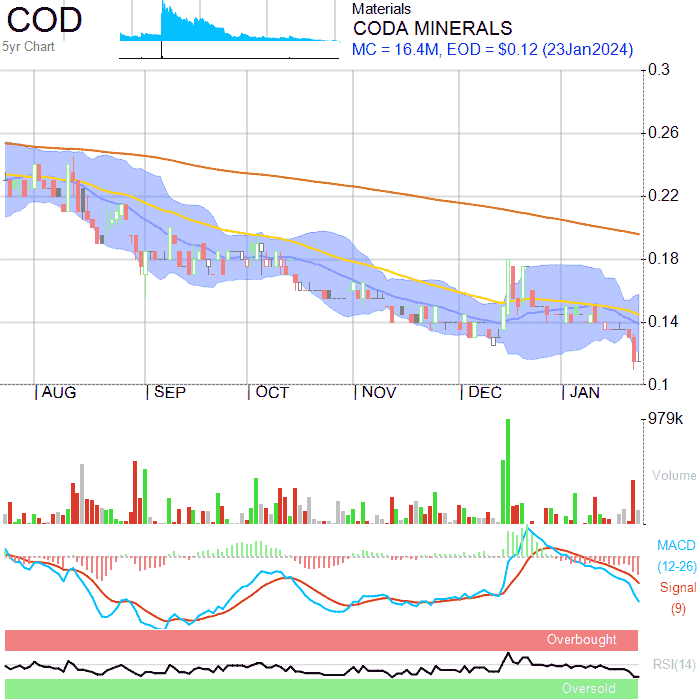 COD
5yr Chart
Materials
CODA MINERALS
MC = 16.4M, EOD = $0.12 (23Jan2024)
0.3
0.26
0.22
0.18
0.14
0.1
AUG SEP OCT NOV DEC JAN
979k
Volume
MACD
(12-26)
Signal
(9)
Overbought
RSI(14)
Oversold